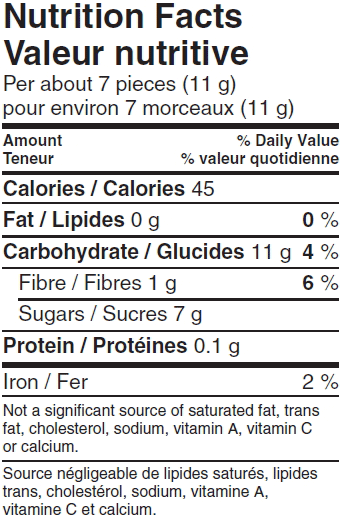 Nutrition Facts
Valeur nutritive
Per about 7 pieces (11 g)
pour environ 7 morceaux (11 g)
Amount % Daily Value
Teneur % valeur quotidienne
Calories / Calories 45
Fat / Lipides 0 g 0 %
Carbohydrate / Glucides 11 g 4 %
Fibre / Fibres 1 g 6 %
Sugars / Sucres 7 g
Protein / Protéines 0.1 g
Iron / Fer 2 %
Not a significant source of saturated fat, trans
fat, cholesterol, sodium, vitamin A, vitamin C
or calcium.
Source négligeable de lipides saturés, lipides
trans, cholestérol, sodium, vitamine A,
vitamine C et calcium.